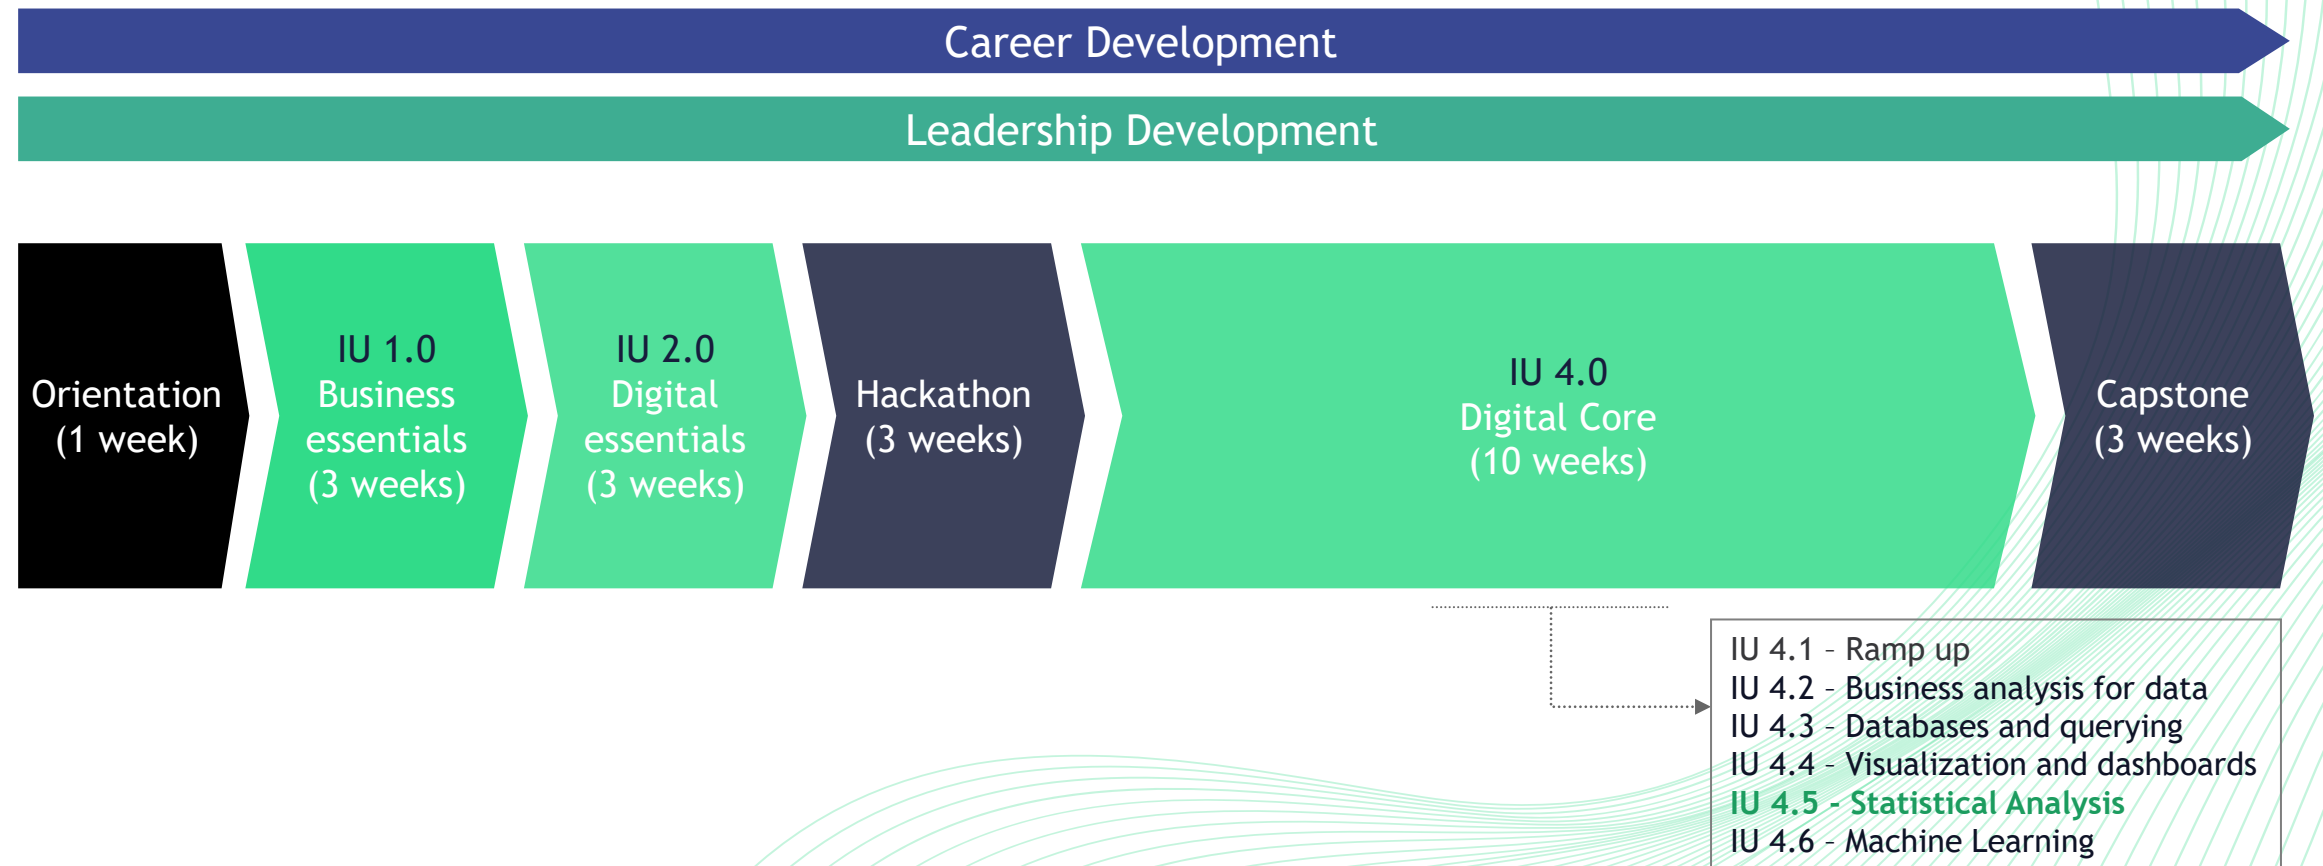 Career Development
Leadership Development
Orientation
(1 week)
IU 1.0
Business
essentials
(3 weeks)
IU 2.0
Digital
essentials
(3 weeks)
Hackathon
(3 weeks)
IU 4.0
Digital Core
(10 weeks)
Capstone
(3 weeks)
IU 4.1 – Ramp up
IU 4.2 – Business analysis for data
IU 4.3 – Databases and querying
IU 4.4 – Visualization and dashboards
IU 4.5 - Statistical Analysis
IU 4.6 – Machine Learning